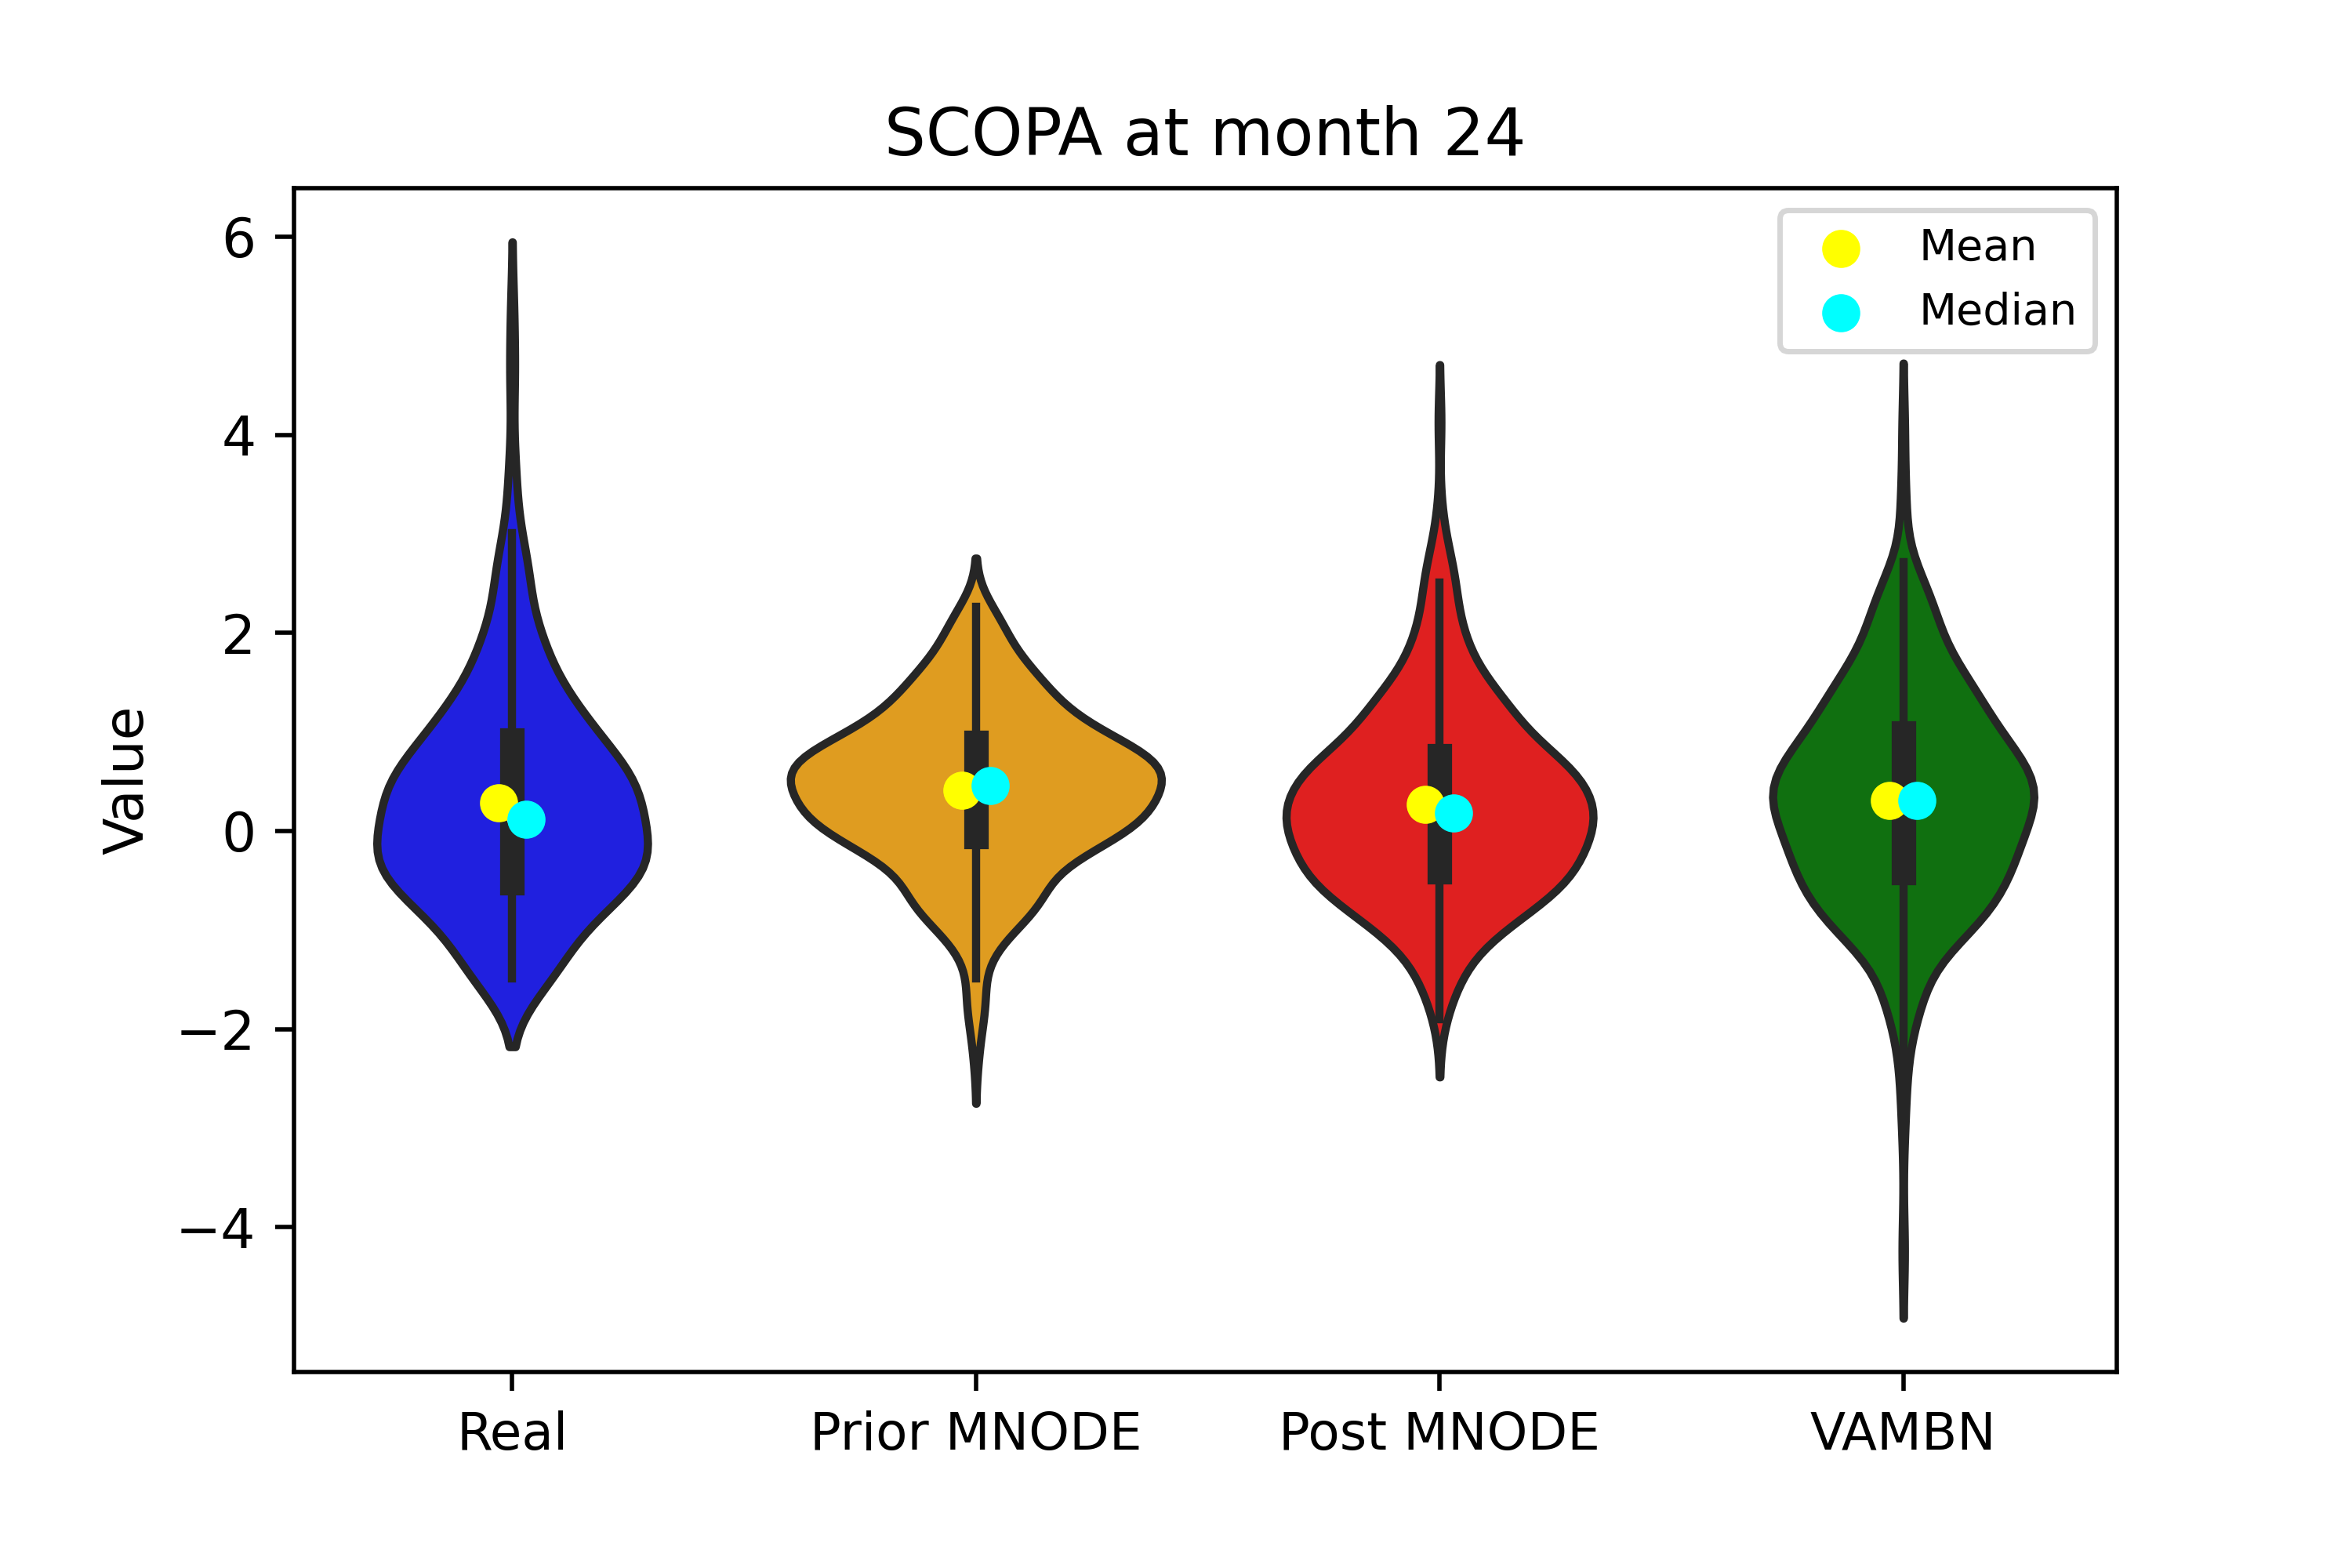 SCOPA at month 24
Mean
Median
6
4
2
0
−2
−4
Value
Real
Prior MNODE
Post MNODE
VAMBN